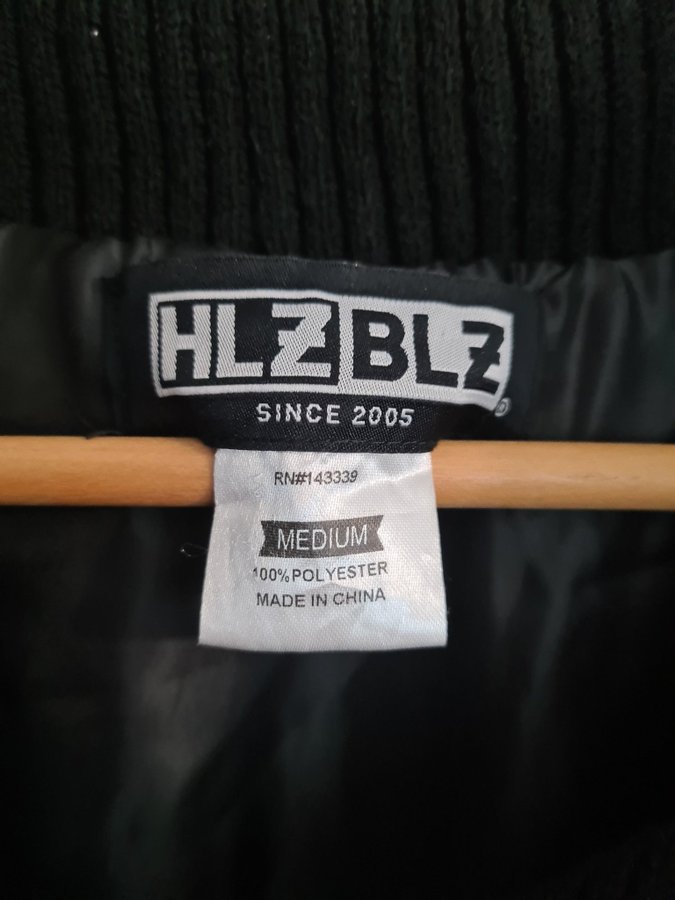 HLZBLZ®
SINCE 2005
RN#143339
MEDIUM
100%POLYESTER
MADE IN CHINA